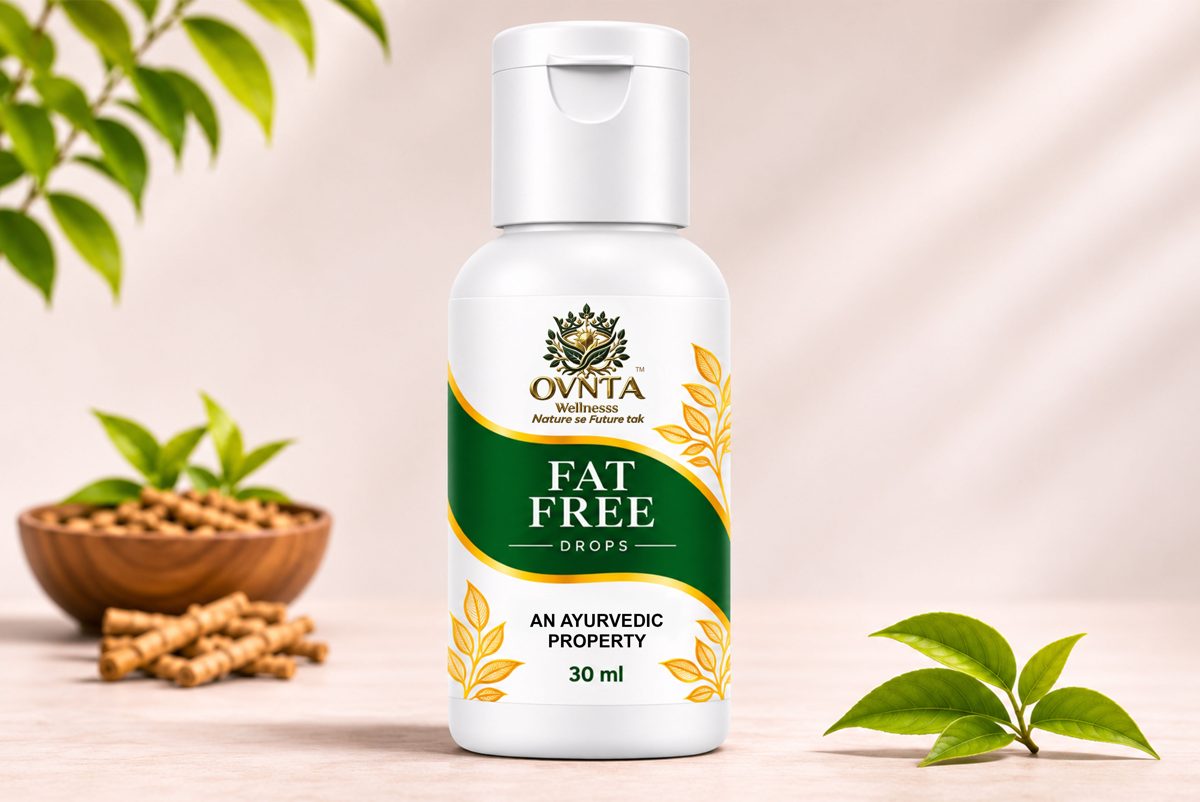 OVNTA
TM
Wellnesss
Nature se Future tak
FAT
FREE
DROPS
AN AYURVEDIC
PROPERTY
30 ml